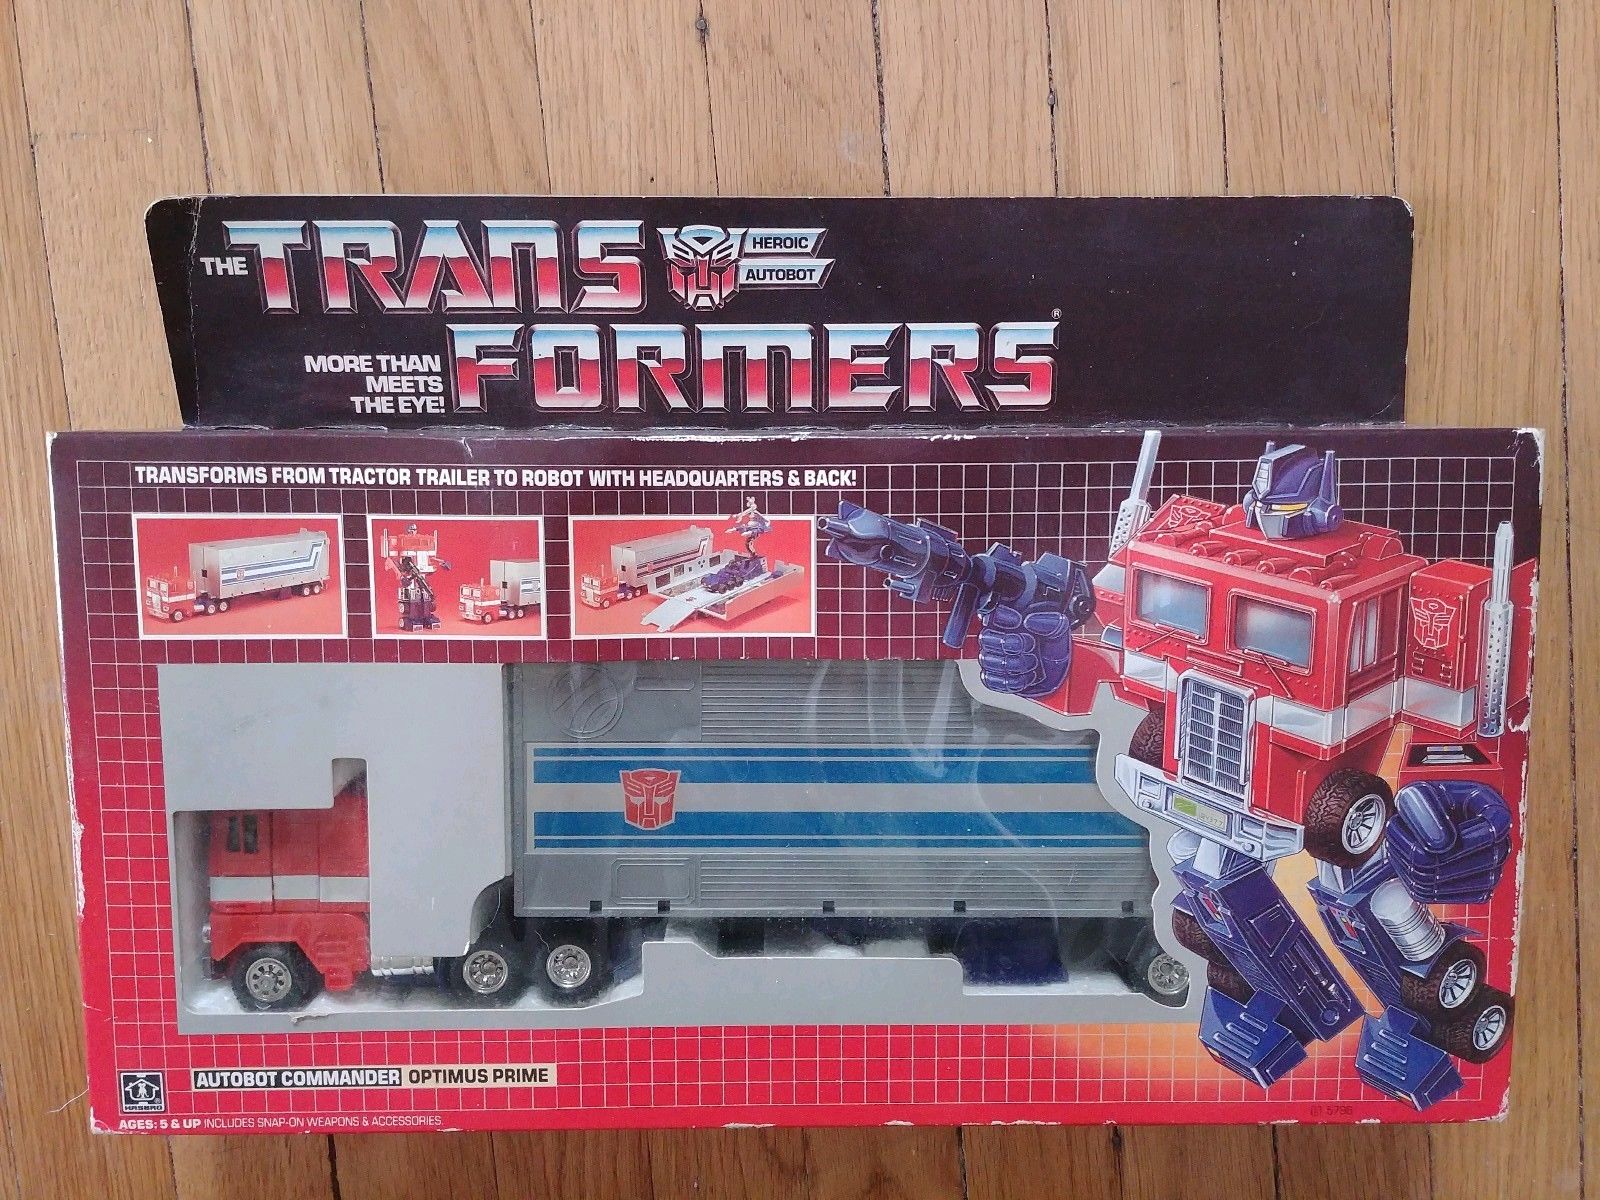 THE TRANS HEROIC AUTOBOT
FORMERS®
MORE THAN
MEETS
THE EYE!
TRANSFORMS FROM TRACTOR TRAILER TO ROBOT WITH HEADQUARTERS & BACK!
HASBRO®
AUTOBOT COMMANDER OPTIMUS PRIME
AGES: 5 & UP INCLUDES SNAP-ON WEAPONS & ACCESSORIES.
5796